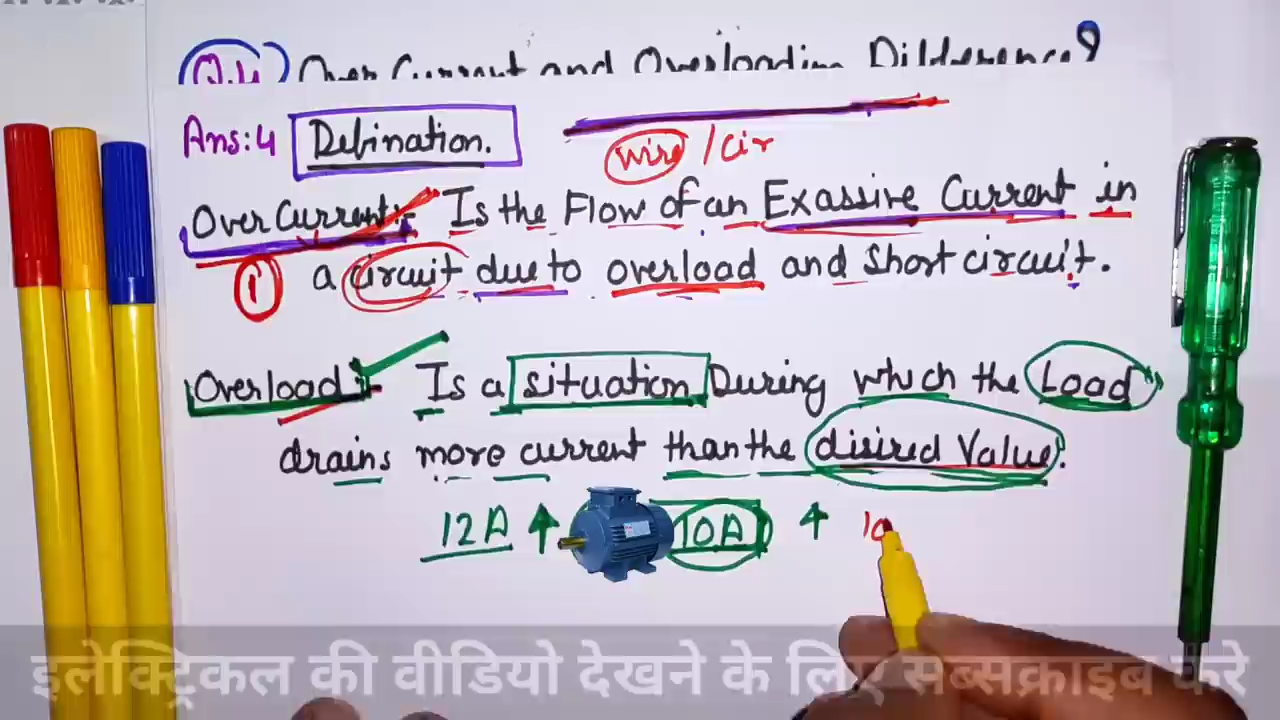 Over Current and Overloading Difference?
Ans:4 Defination.
wire / cir
Over Current:- Is the Flow of an Exassive Current in
① a circuit due to overload and short circuit.
Overload:- Is a situation During which the Load
drains more current than the disired Value.
12A ↑ 10A ↑ 10
इलेक्ट्रिकल की वीडियो देखने के लिए सब्सक्राइब करे